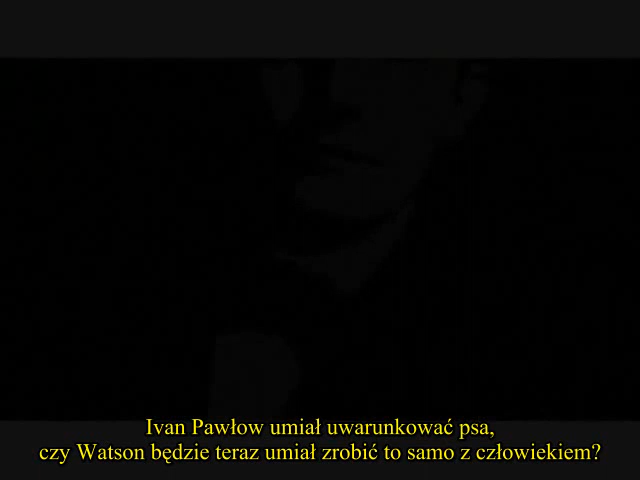 Ivan Pawłow umiał uwarunkować psa,
czy Watson będzie teraz umiał zrobić to samo z człowiekiem?